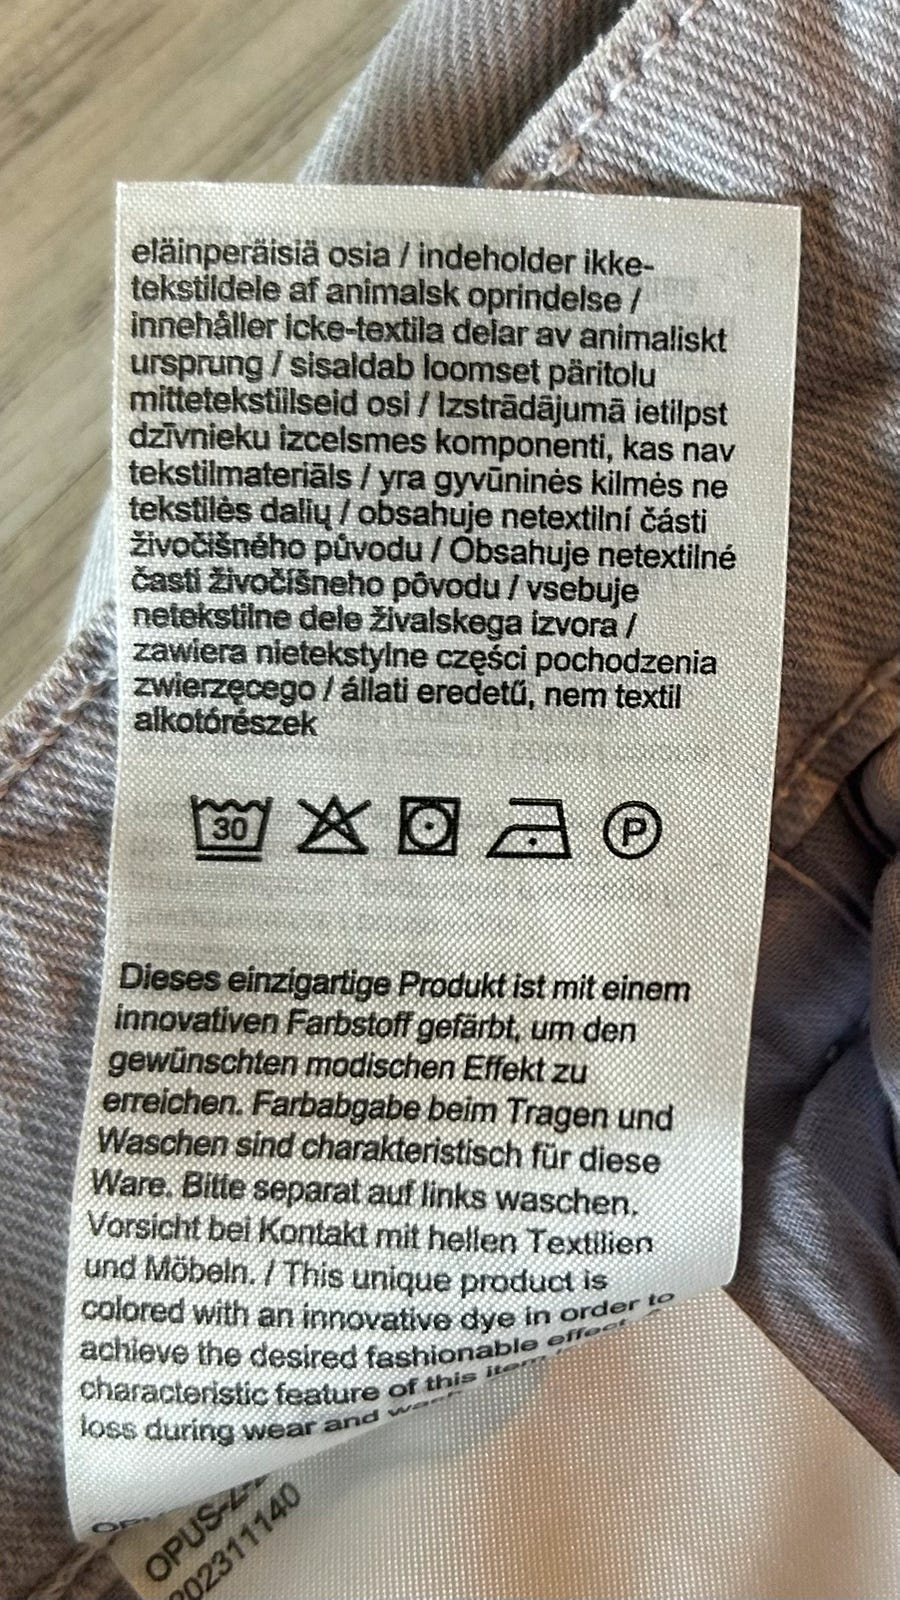 eläinperäisiä osia / indeholder ikke-
tekstildele af animalsk oprindelse /
innehåller icke-textila delar av animaliskt
ursprung / sisaldab loomset päritolu
mittetekstiilseid osi / Izstrādājumā ietilpst
dzīvnieku izcelsmes komponenti, kas nav
tekstilmateriāls / yra gyvūninės kilmės ne
tekstilės dalių / obsahuje netextilní části
živočišného původu / Obsahuje netextilné
časti živočíšneho pôvodu / vsebuje
netekstilne dele živalskega izvora /
zawiera nietekstylne części pochodzenia
zwierzęcego / állati eredetű, nem textil
alkotórészek
30 P
Dieses einzigartige Produkt ist mit einem
innovativen Farbstoff gefärbt, um den
gewünschten modischen Effekt zu
erreichen. Farbabgabe beim Tragen und
Waschen sind charakteristisch für diese
Ware. Bitte separat auf links waschen.
Vorsicht bei Kontakt mit hellen Textilien
und Möbeln. / This unique product is
colored with an innovative dye in order to
achieve the desired fashionable effect.
characteristic feature of this item
loss during wear and
OPUS-
202311140